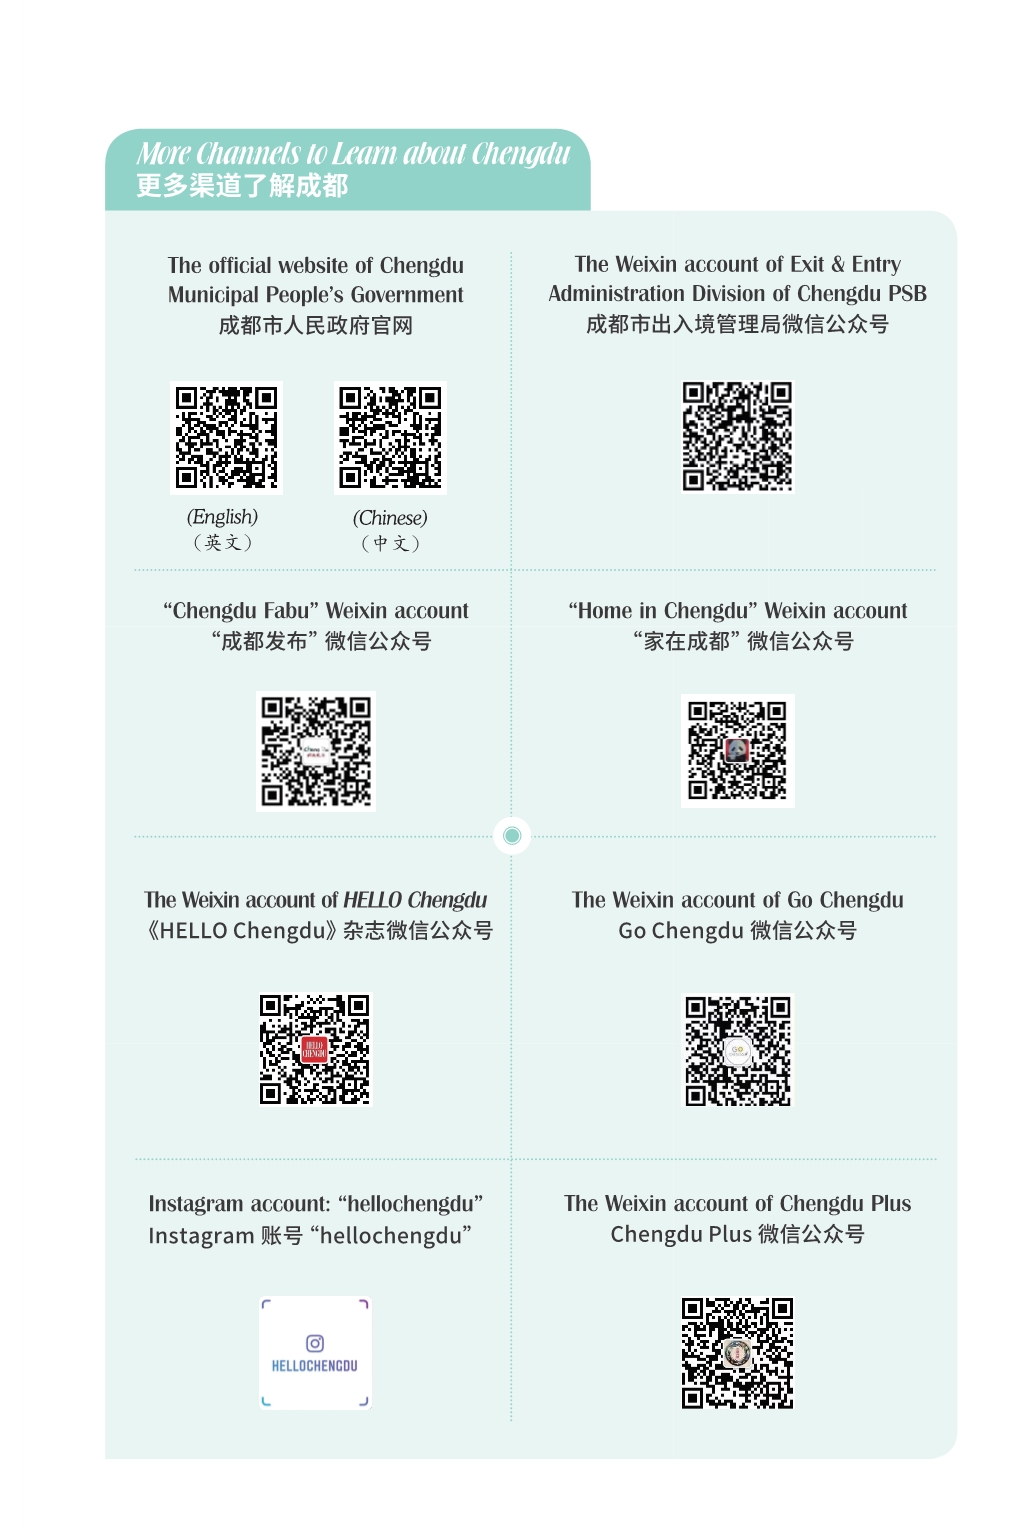 More Channels to Learn about Chengdu
更多渠道了解成都
The official website of Chengdu
Municipal People's Government
成都市人民政府官网
(English)
（英文）
(Chinese)
（中文）
The Weixin account of Exit & Entry
Administration Division of Chengdu PSB
成都市出入境管理局微信公众号
“Chengdu Fabu” Weixin account
“成都发布” 微信公众号
“Home in Chengdu” Weixin account
“家在成都” 微信公众号
The Weixin account of HELLO Chengdu
《HELLO Chengdu》杂志微信公众号
HELLO
CHENGDU
The Weixin account of Go Chengdu
Go Chengdu 微信公众号
GO
CHENGDU
Instagram account: “hellochengdu”
Instagram 账号 “hellochengdu”
HELLOCHENGDU
The Weixin account of Chengdu Plus
Chengdu Plus 微信公众号